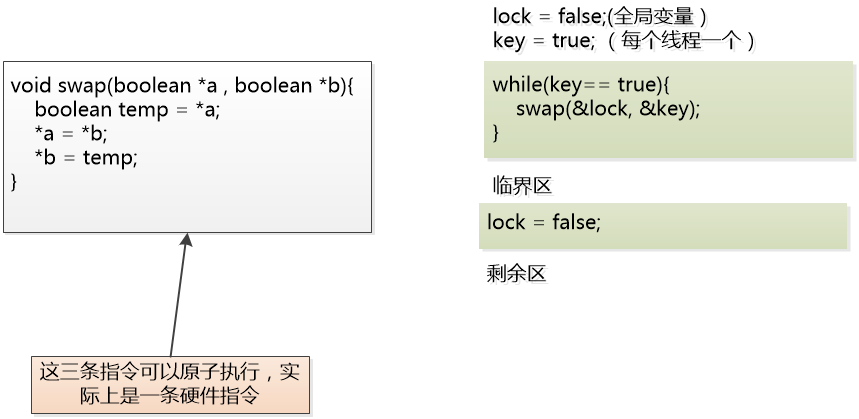 void swap(boolean *a , boolean *b){
boolean temp = *a;
*a = *b;
*b = temp;
}
这三条指令可以原子执行，实
际上是一条硬件指令
lock = false;(全局变量）
key = true; （ 每个线程一个）
while(key== true){
swap(&lock, &key);
}
临界区
lock = false;
剩余区